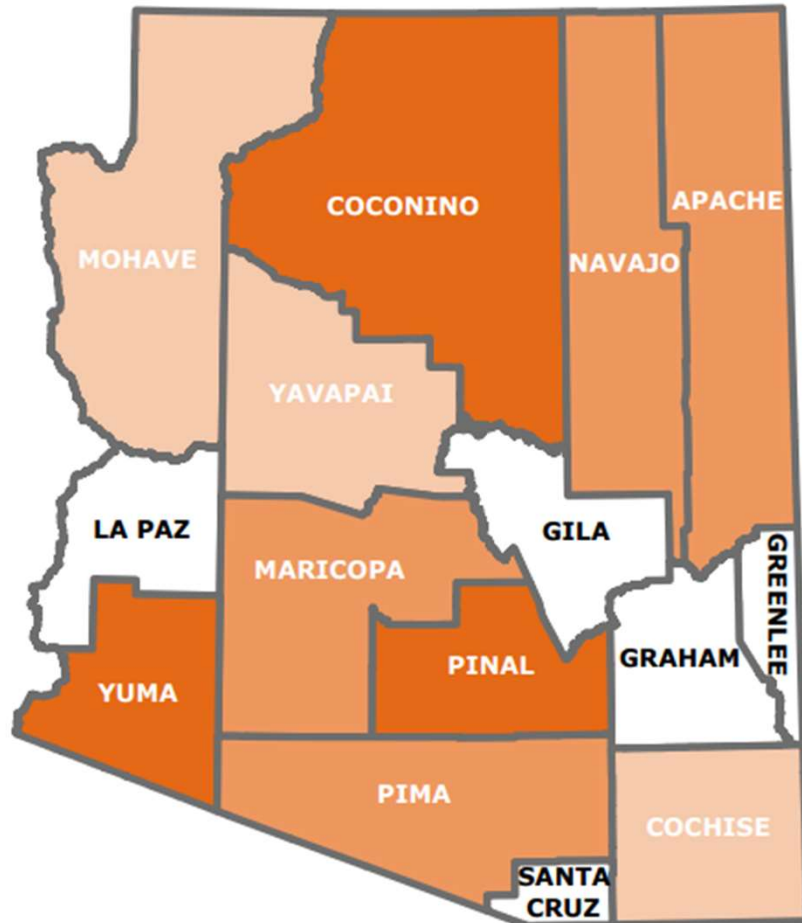 COCONINO
APACHE
MOHAVE
NAVAJO
YAVAPAI
LA PAZ
GILA
GREENLEE
MARICOPA
GRAHAM
PINAL
YUMA
PIMA
COCHISE
SANTA
CRUZ